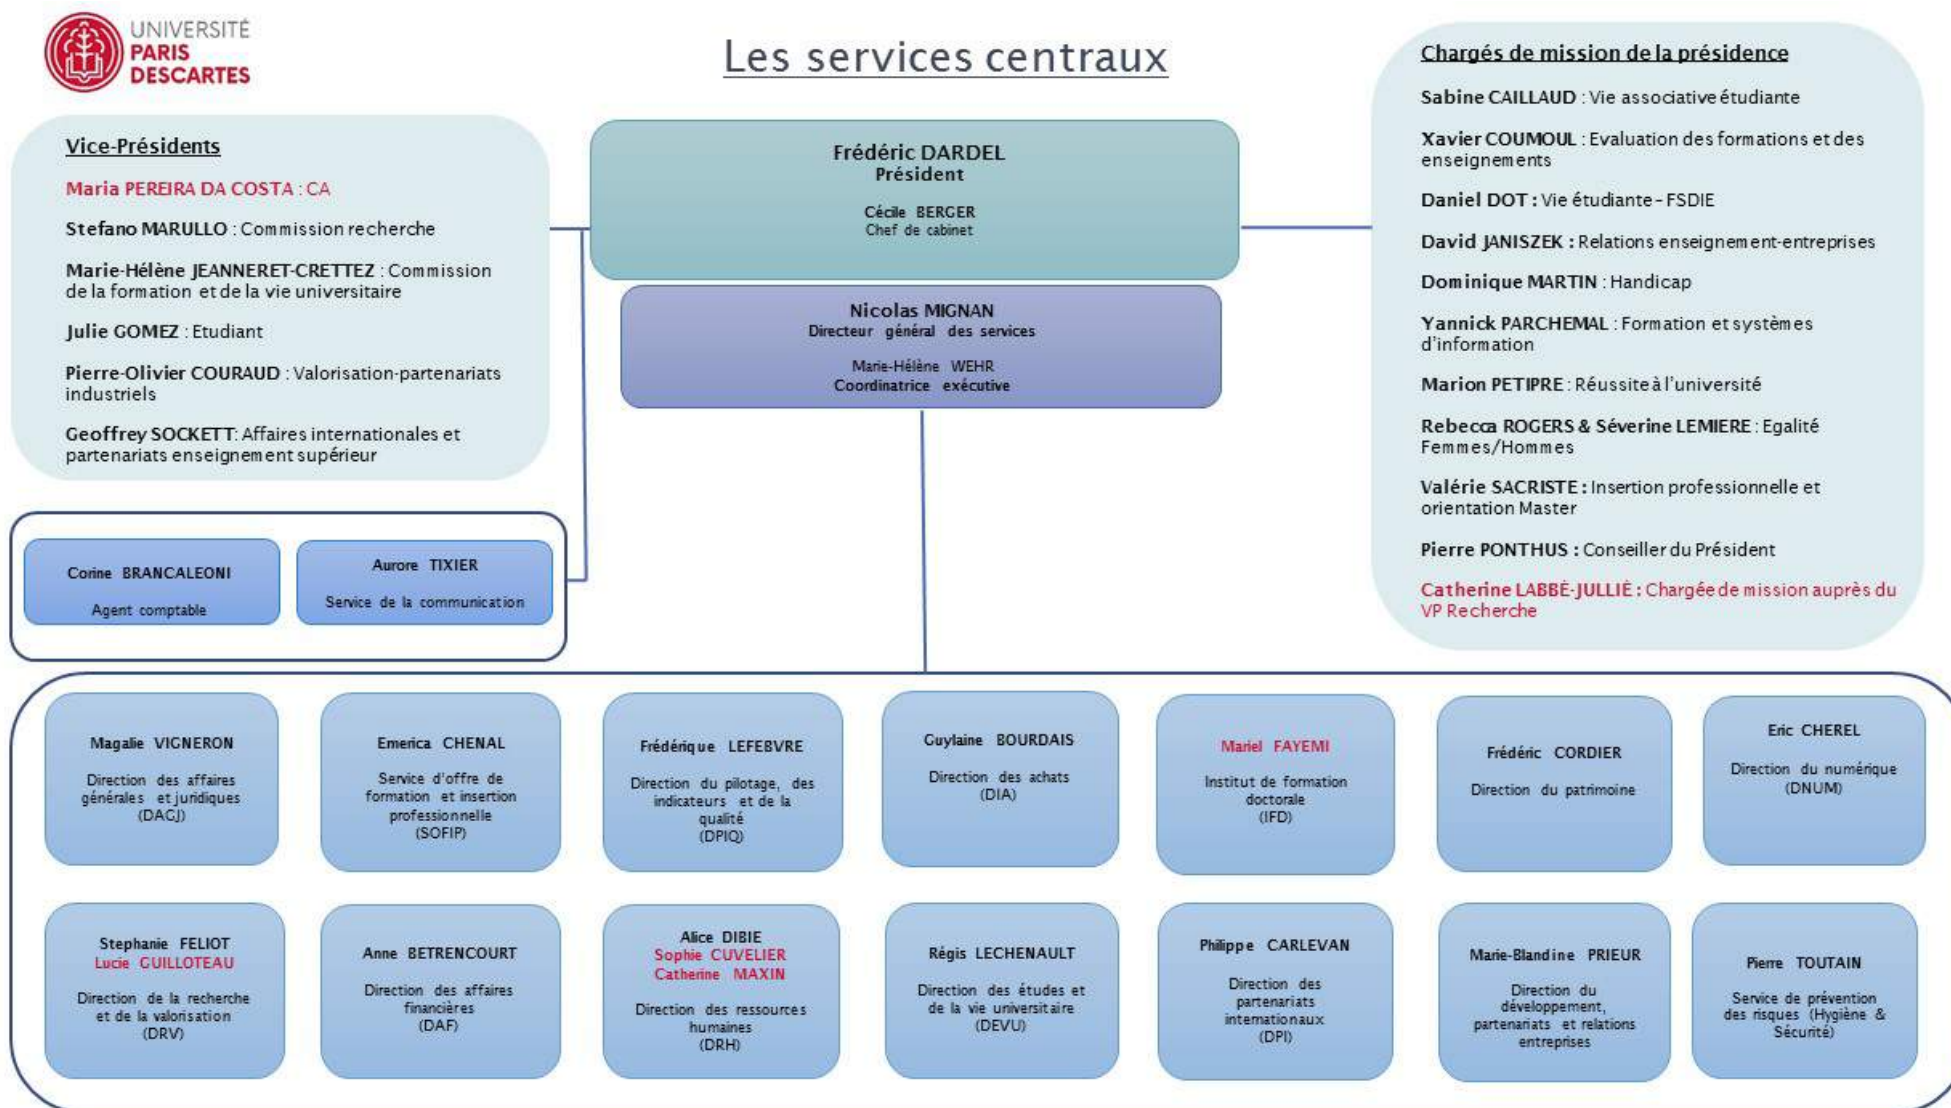 UNIVERSITÉ
PARIS
DESCARTES
Les services centraux
Vice-Présidents
Maria PEREIRA DA COSTA : CA
Stefano MARULLO : Commission recherche
Marie-Hélène JEANNERET-CRETTEZ : Commission
de la formation et de la vie universitaire
Julie GOMEZ : Etudiant
Pierre-Olivier COURAUD : Valorisation-partenariats
industriels
Geoffrey SOCKETT: Affaires internationales et
partenariats enseignement supérieur
Frédéric DARDEL
Président
Cécile BERGER
Chef de cabinet
Nicolas MIGNAN
Directeur général des services
Marie-Hélène WEHR
Coordinatrice exécutive
Chargés de mission de la présidence
Sabine CAILLAUD : Vie associative étudiante
Xavier COUMOUL : Evaluation des formations et des
enseignements
Daniel DOT : Vie étudiante - FSDIE
David JANISZEK : Relations enseignement-entreprises
Dominique MARTIN : Handicap
Yannick PARCHEMAL : Formation et systèmes
d'information
Marion PETIPRE : Réussite à l'université
Rebecca ROGERS & Séverine LEMIERE : Egalité
Femmes/Hommes
Valérie SACRISTE : Insertion professionnelle et
orientation Master
Pierre PONTHUS : Conseiller du Président
Catherine LABBÉ-JULLIÉ : Chargée de mission auprès du
VP Recherche
Corine BRANCALEONI
Agent comptable
Aurore TIXIER
Service de la communication
Magalie VIGNERON
Direction des affaires
générales et juridiques
(DAGJ)
Emerica CHENAL
Service d'offre de
formation et insertion
professionnelle
(SOFIP)
Frédérique LEFEBVRE
Direction du pilotage, des
indicateurs et de la
qualité
(DPIQ)
Guylaine BOURDAIS
Direction des achats
(DIA)
Mariel FAYEMI
Institut de formation
doctorale
(IFD)
Frédéric CORDIER
Direction du patrimoine
Eric CHEREL
Direction du numérique
(DNUM)
Stephanie FELIOT
Lucie GUILLOTEAU
Direction de la recherche
et de la valorisation
(DRV)
Anne BETRENCOURT
Direction des affaires
financières
(DAF)
Alice DIBIE
Sophie CUVELIER
Catherine MAXIN
Direction des ressources
humaines
(DRH)
Régis LECHENAULT
Direction des études et
de la vie universitaire
(DEVU)
Philippe CARLEVAN
Direction des
partenariats
internationaux
(DPI)
Marie-Blandine PRIEUR
Direction du
développement,
partenariats et relations
entreprises
Pierre TOUTAIN
Service de prévention
des risques (Hygiène &
Sécurité)